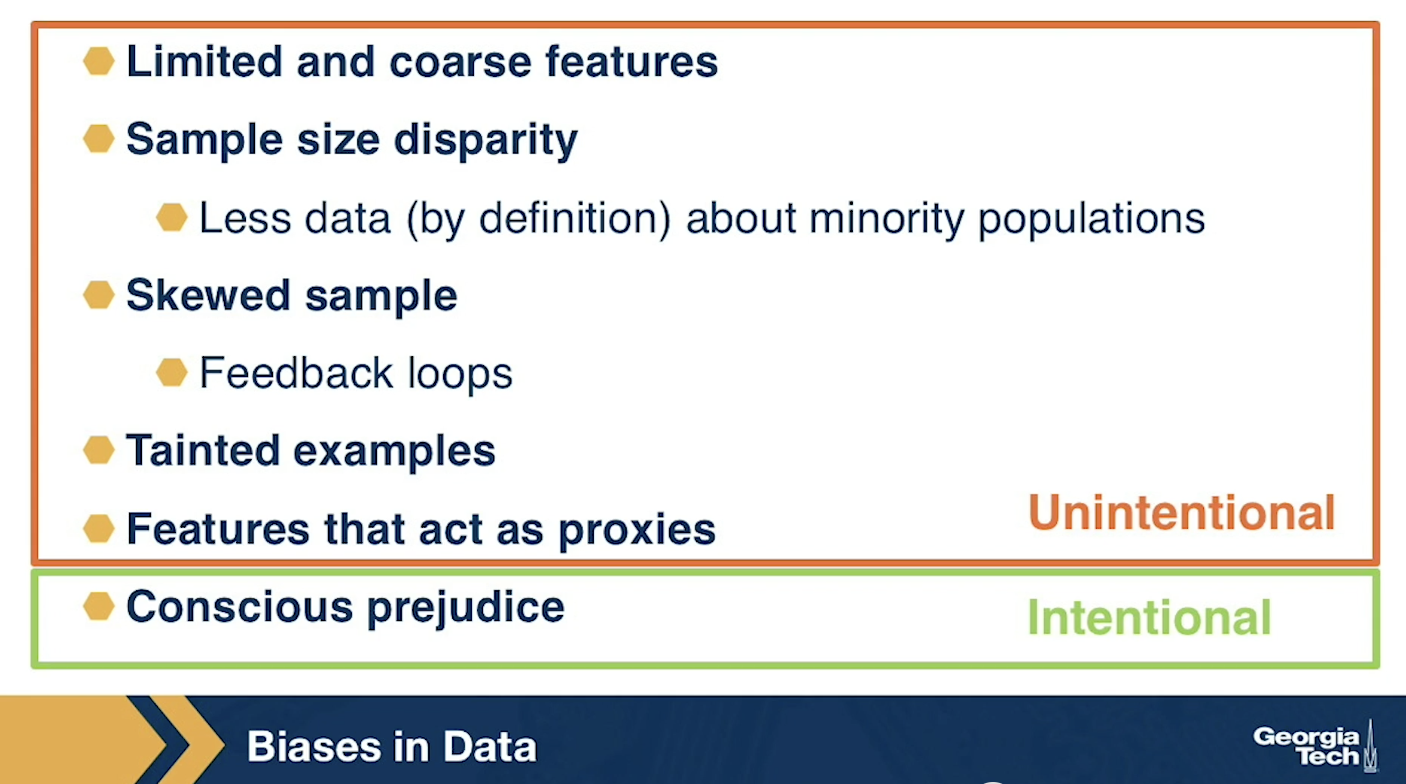 Limited and coarse features
Sample size disparity
Less data (by definition) about minority populations
Skewed sample
Feedback loops
Tainted examples
Features that act as proxies
Unintentional
Conscious prejudice
Intentional
Biases in Data
Georgia
Tech